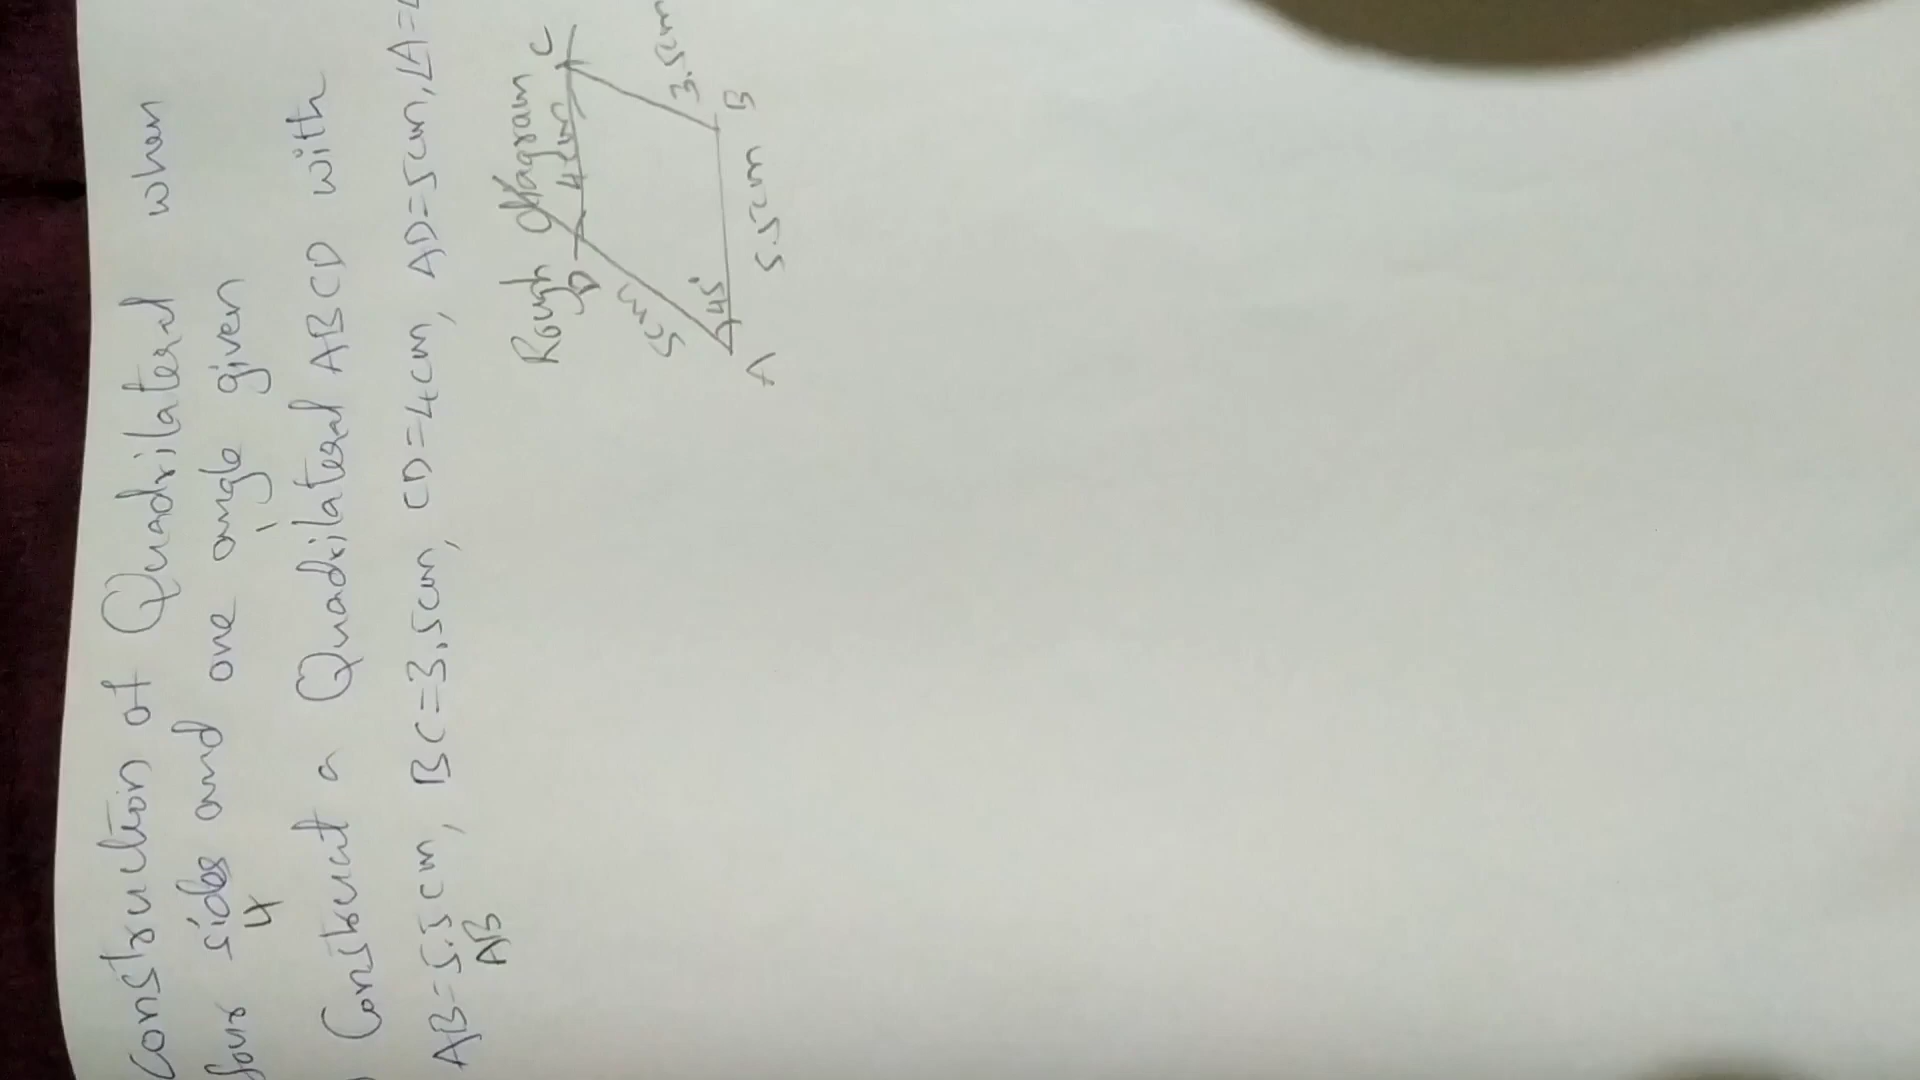 Construction of Quadrilateral when
four sides and one angle given
4 1
Construct a Quadrilateral ABCD with
AB=5.5cm, BC=3.5cm, CD=4cm, AD=5cm, ∠A=4
AB
Rough diagram
D 4cm C
5cm 3.5cm
45°
A 5.5cm B